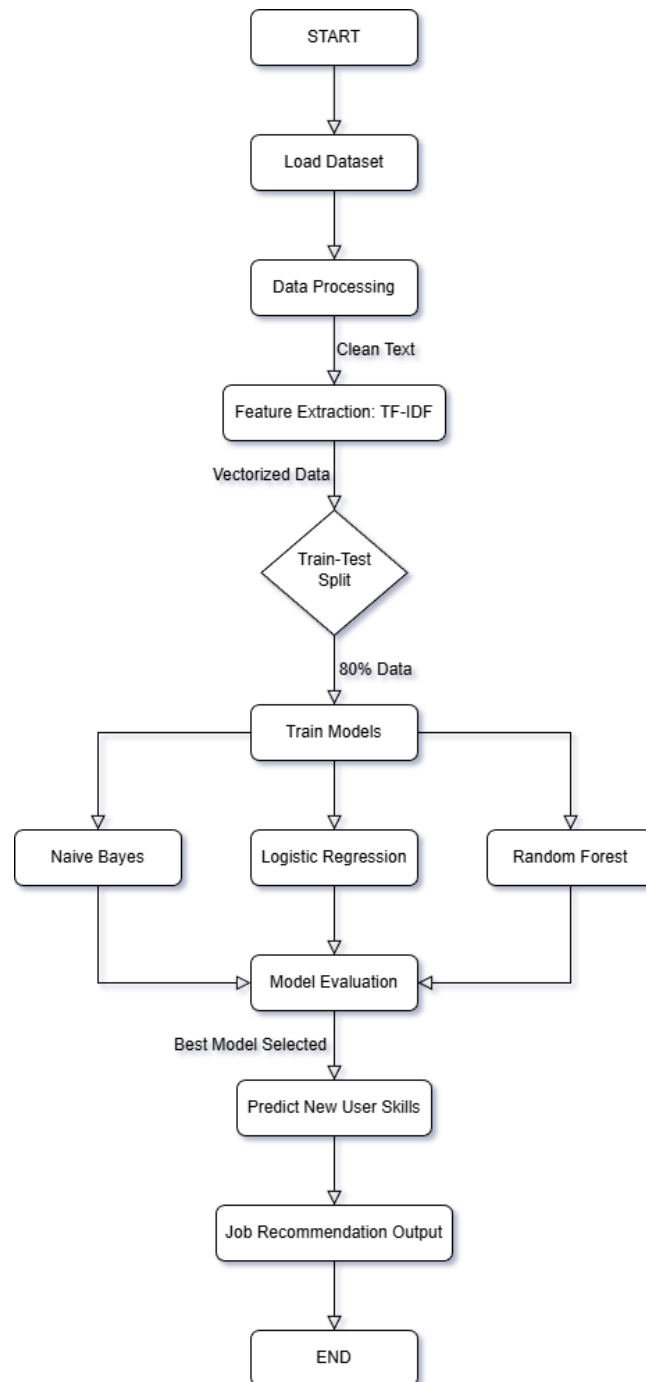 START
Load Dataset
Data Processing
Clean Text
Feature Extraction: TF-IDF
Vectorized Data
Train-Test
Split
80% Data
Train Models
Naive Bayes
Logistic Regression
Random Forest
Model Evaluation
Best Model Selected
Predict New User Skills
Job Recommendation Output
END